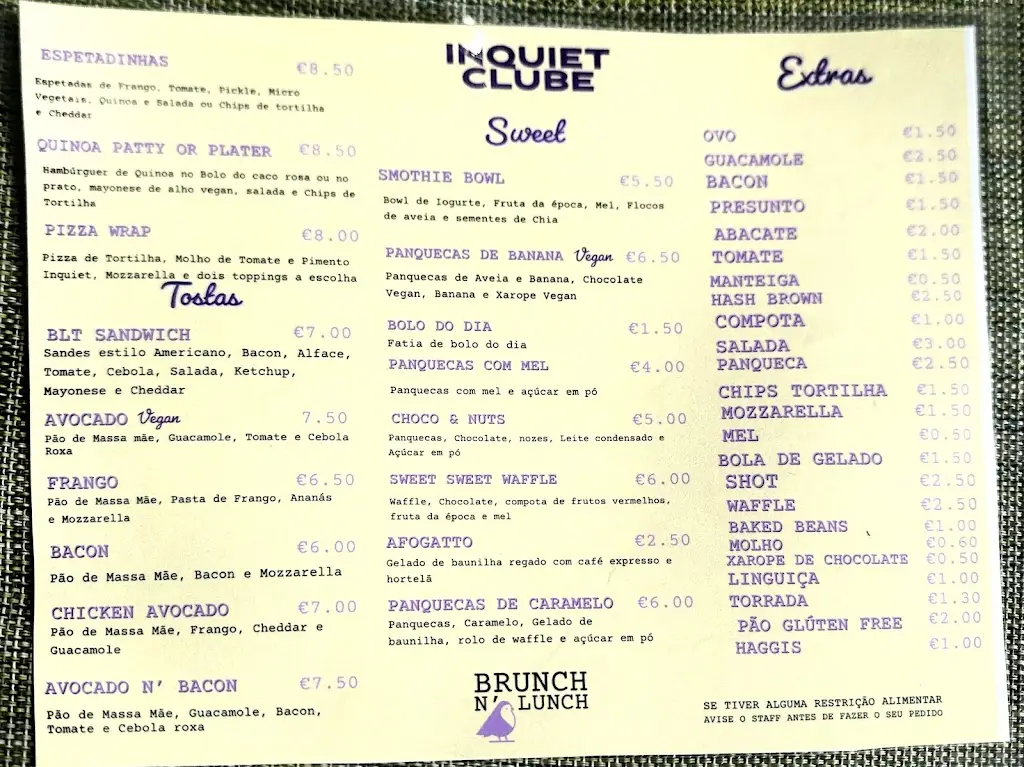 ESPETADINHAS €8.50
Espetadas de Frango, Tomate, Pickle, Micro
Vegetais, Quinoa e Salada ou Chips de tortilha
e Cheddar
QUINOA PATTY OR PLATER €8.50
Hambúrguer de Quinoa no Bolo do caco rosa ou no
prato, mayonese de alho vegan, salada e Chips de
Tortilha
PIZZA WRAP €8.00
Pizza de Tortilha, Molho de Tomate e Pimento
Inquiet, Mozzarella e dois toppings a escolha
Tostas
BLT SANDWICH €7.00
Sandes estilo Americano, Bacon, Alface,
Tomate, Cebola, Salada, Ketchup,
Mayonese e Cheddar
AVOCADO Vegan 7.50
Pão de Massa mãe, Guacamole, Tomate e Cebola
Roxa
FRANGO €6.50
Pão de Massa Mãe, Pasta de Frango, Ananás
e Mozzarella
BACON €6.00
Pão de Massa Mãe, Bacon e Mozzarella
CHICKEN AVOCADO €7.00
Pão de Massa Mãe, Frango, Cheddar e
Guacamole
AVOCADO N' BACON €7.50
Pão de Massa Mãe, Guacamole, Bacon,
Tomate e Cebola roxa
INQUIET
CLUBE
Sweet
SMOTHIE BOWL €5.50
Bowl de Iogurte, Fruta da época, Mel, Flocos
de aveia e sementes de Chia
PANQUECAS DE BANANA Vegan €6.50
Panquecas de Aveia e Banana, Chocolate
Vegan, Banana e Xarope Vegan
BOLO DO DIA €1.50
Fatia de bolo do dia
PANQUECAS COM MEL €4.00
Panquecas com mel e açúcar em pó
CHOCO & NUTS €5.00
Panquecas, Chocolate, nozes, Leite condensado e
Açúcar em pó
SWEET SWEET WAFFLE €6.00
Waffle, Chocolate, compota de frutos vermelhos,
fruta da época e mel
AFOGATTO €2.50
Gelado de baunilha regado com café expresso e
hortelã
PANQUECAS DE CARAMELO €6.00
Panquecas, Caramelo, Gelado de
baunilha, rolo de waffle e açúcar em pó
BRUNCH
N' LUNCH
Extras
OVO €1.50
GUACAMOLE €2.50
BACON €1.50
PRESUNTO €1.50
ABACATE €2.00
TOMATE €1.50
MANTEIGA €0.50
HASH BROWN €2.50
COMPOTA €1.00
SALADA €3.00
PANQUECA €2.50
CHIPS TORTILHA €1.50
MOZZARELLA €1.50
MEL €0.50
BOLA DE GELADO €1.50
SHOT €2.50
WAFFLE €2.50
BAKED BEANS €1.00
MOLHO €0.60
XAROPE DE CHOCOLATE €0.50
LINGUIÇA €1.00
TORRADA €1.30
PÃO GLÚTEN FREE €2.00
HAGGIS €1.00
SE TIVER ALGUMA RESTRIÇÃO ALIMENTAR
AVISE O STAFF ANTES DE FAZER O SEU PEDIDO